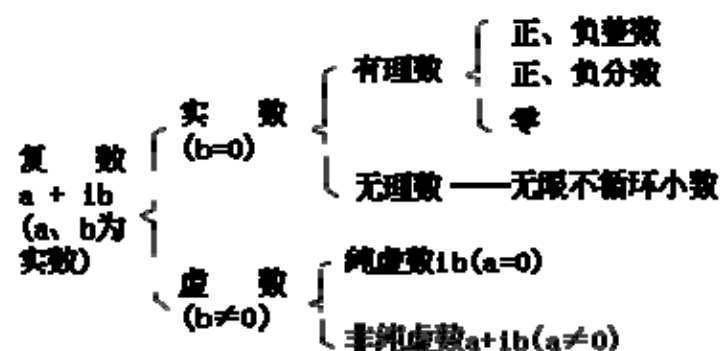 正、负整数
有理数
正、负分数
实 数
(b=0)
零
复 数
a + ib
(a、b为
实数)
无理数——无限不循环小数
虚 数
(b≠0)
纯虚数ib(a=0)
非纯虚数a+ib(a≠0)